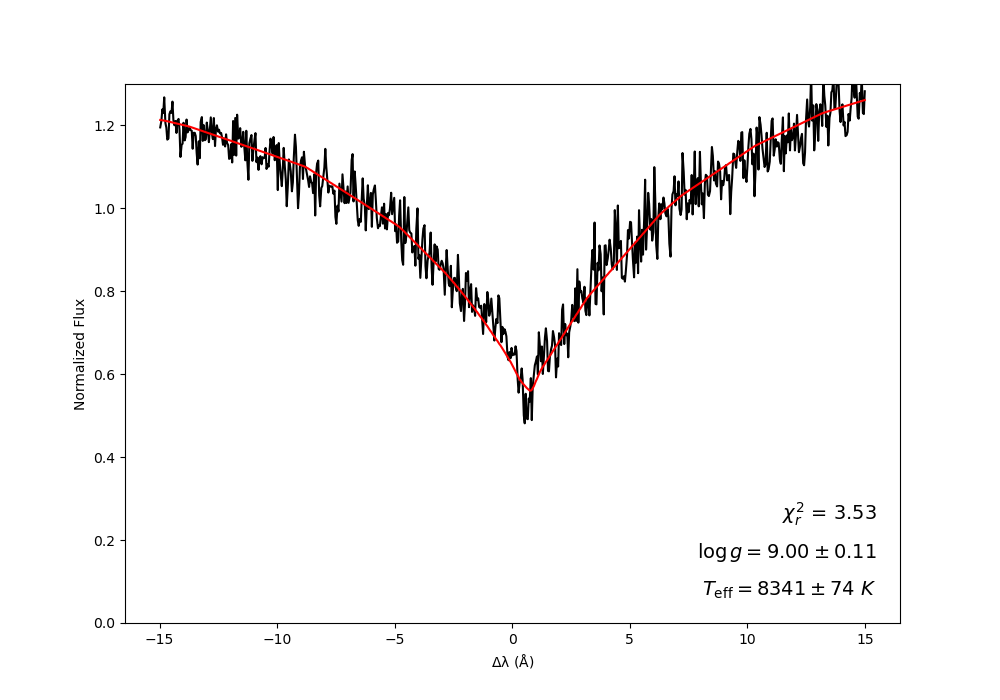 1.2
1.0
0.8
0.6
0.4
0.2
0.0
Normalized Flux
χ²ᵣ = 3.53
log g = 9.00 ± 0.11
T_eff = 8341 ± 74 K
−15 −10 −5 0 5 10 15
Δλ (Å)